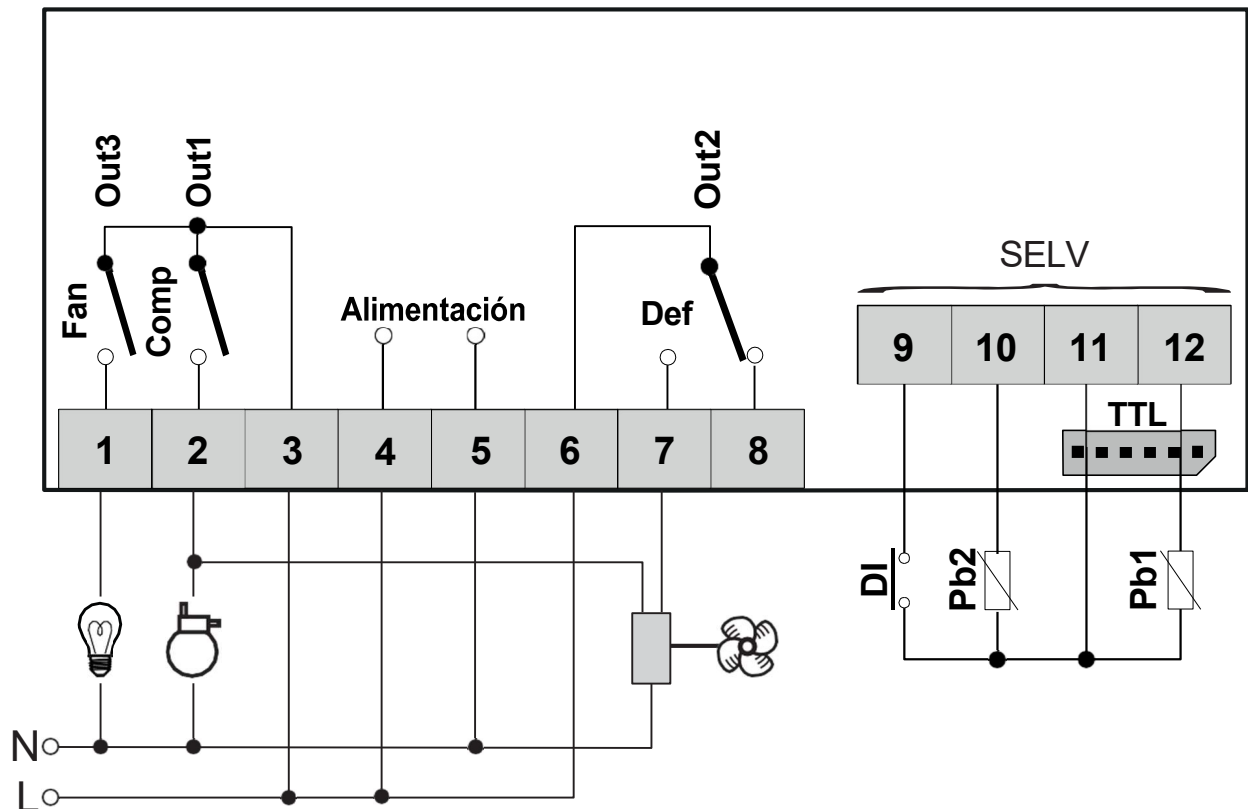 Out3
Out1
Out2
SELV
Fan
Comp
Alimentación
Def
9 10 11 12
TTL
1 2 3 4 5 6 7 8
DI
Pb2
Pb1
N
L